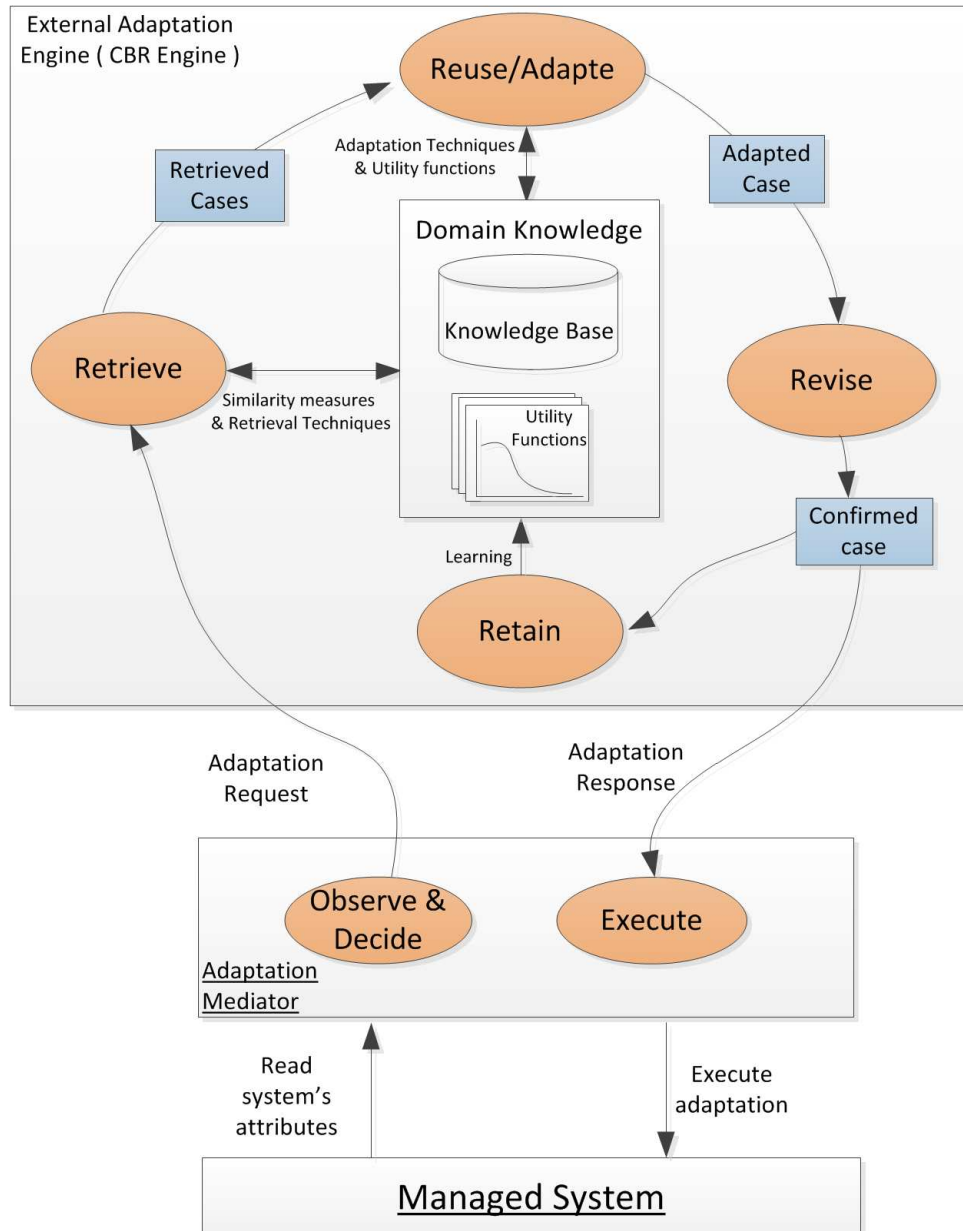 External Adaptation
Engine ( CBR Engine )
Reuse/Adapte
Adaptation Techniques
& Utility functions
Retrieved
Cases
Adapted
Case
Domain Knowledge
Knowledge Base
Retrieve
Similarity measures
& Retrieval Techniques
Revise
Utility
Functions
Confirmed
case
Learning
Retain
Adaptation
Request
Adaptation
Response
Observe &
Decide
Execute
Adaptation
Mediator
Read
system’s
attributes
Execute
adaptation
Managed System